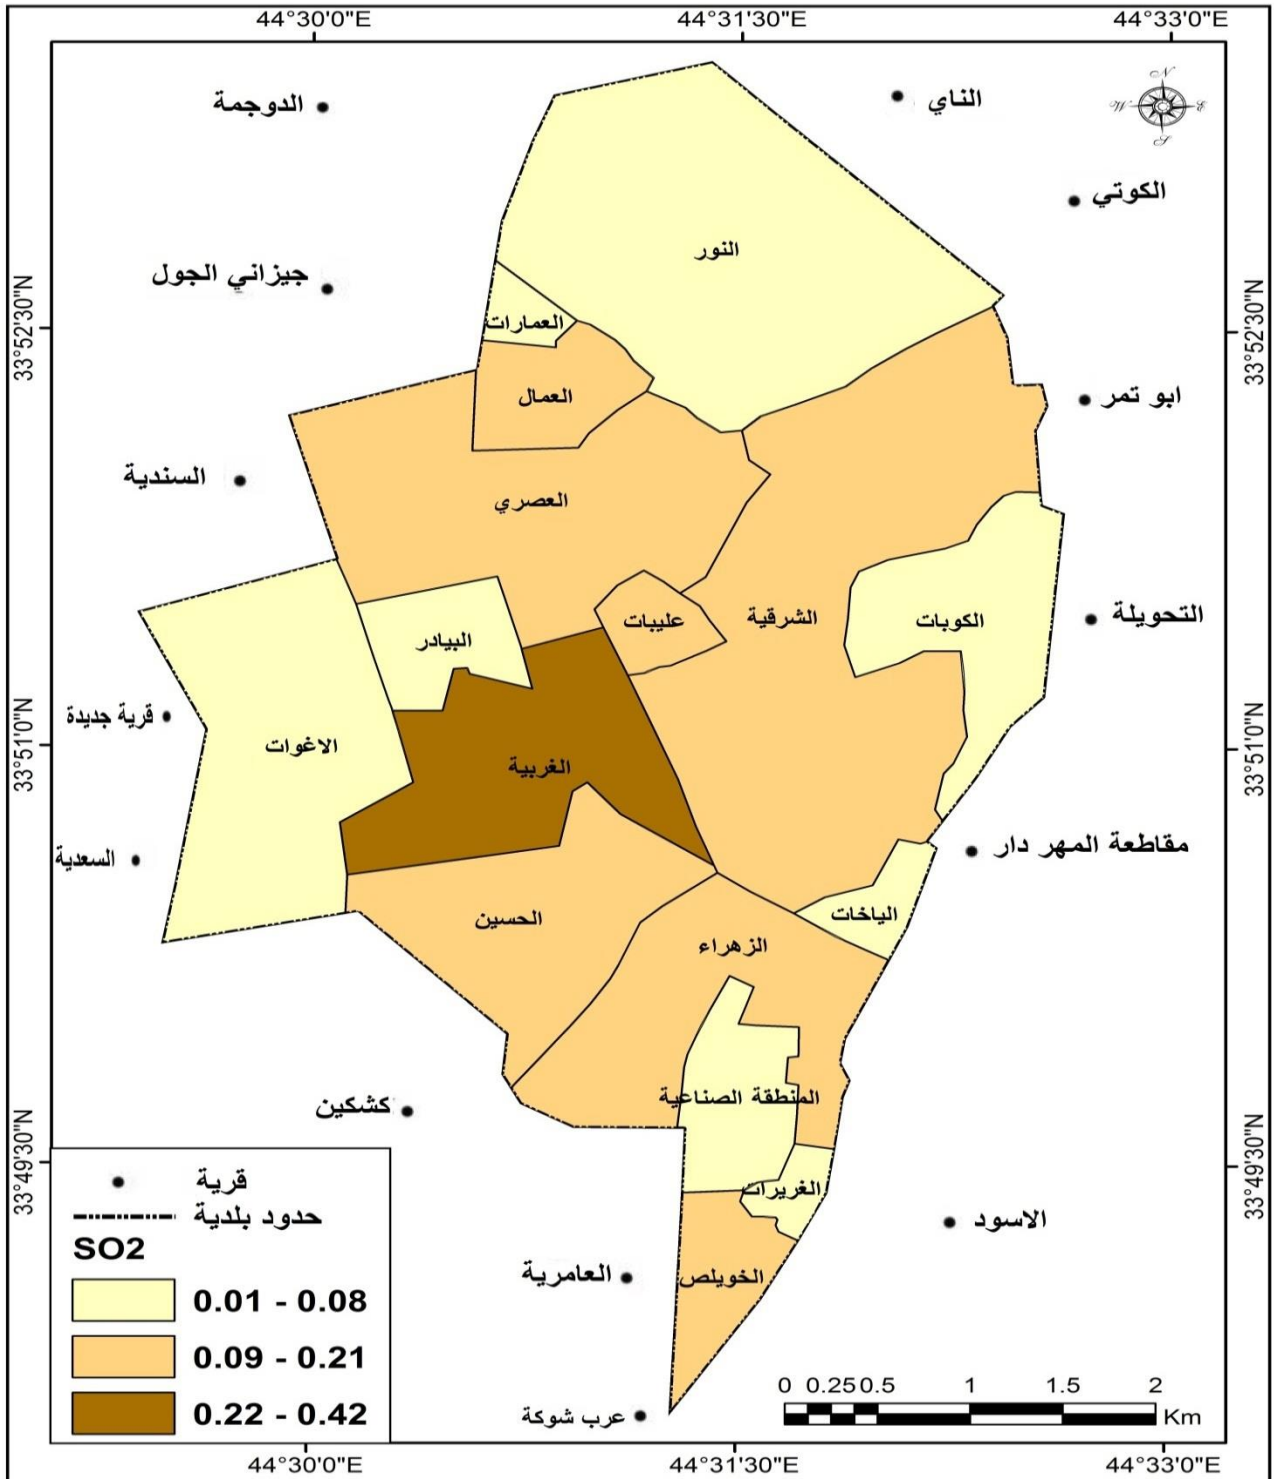 44°30'0"E
44°31'30"E
44°33'0"E
N
W
E
S
الدوجمة
الناي
الكوتي
النور
جيزاني الجول
33°52'30"N
33°52'30"N
العمارات
العمال
ابو تمر
السندية
العصري
التحويلة
الشرقية
عليبات
الكوبات
البيادر
قرية جديدة
الاغوات
33°51'0"N
33°51'0"N
الغربية
مقاطعة المهر دار
السعدية
الحسين
الياخات
الزهراء
المنطقة الصناعية
كشكين
33°49'30"N
33°49'30"N
الغريرات
الاسود
الخويلص
العامرية
عرب شوكة
قرية
حدود بلدية
SO2
0.01 - 0.08
0.09 - 0.21
0.22 - 0.42
0 0.25 0.5 1 1.5 2
Km
44°30'0"E
44°31'30"E
44°33'0"E